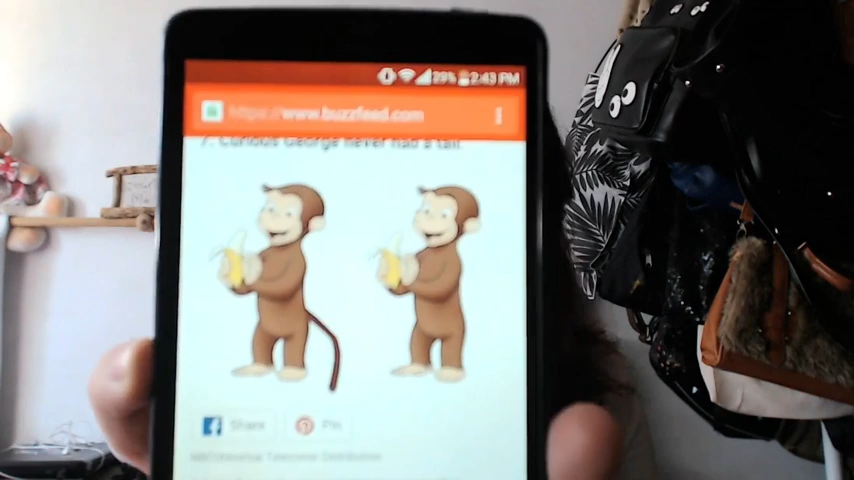 29% 2:43 PM
https://www.buzzfeed.com
7. Curious George never had a tail.
Share Pin